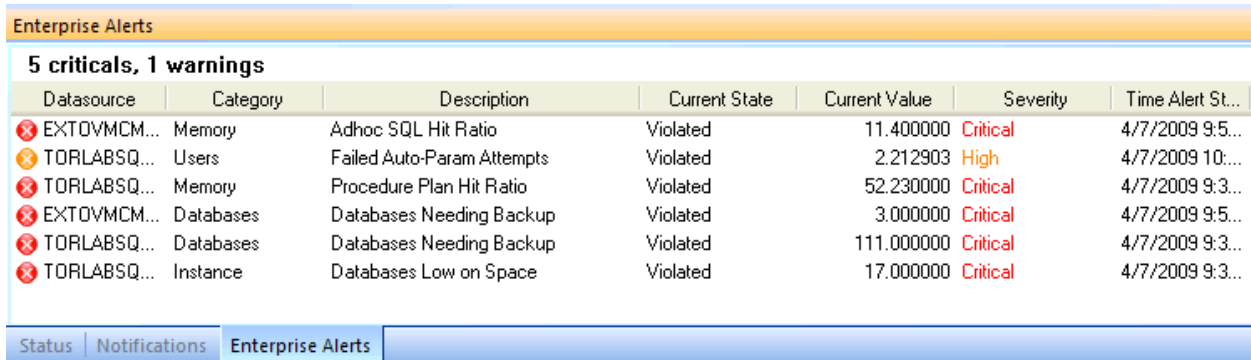 Enterprise Alerts
5 criticals, 1 warnings
Datasource Category Description Current State Current Value Severity Time Alert St...
EXTOVMCM... Memory Adhoc SQL Hit Ratio Violated 11.400000 Critical 4/7/2009 9:5...
TORLABSQ... Users Failed Auto-Param Attempts Violated 2.212903 High 4/7/2009 10:...
TORLABSQ... Memory Procedure Plan Hit Ratio Violated 52.230000 Critical 4/7/2009 9:3...
EXTOVMCM... Databases Databases Needing Backup Violated 3.000000 Critical 4/7/2009 9:5...
TORLABSQ... Databases Databases Needing Backup Violated 111.000000 Critical 4/7/2009 9:3...
TORLABSQ... Instance Databases Low on Space Violated 17.000000 Critical 4/7/2009 9:3...
Status Notifications Enterprise Alerts